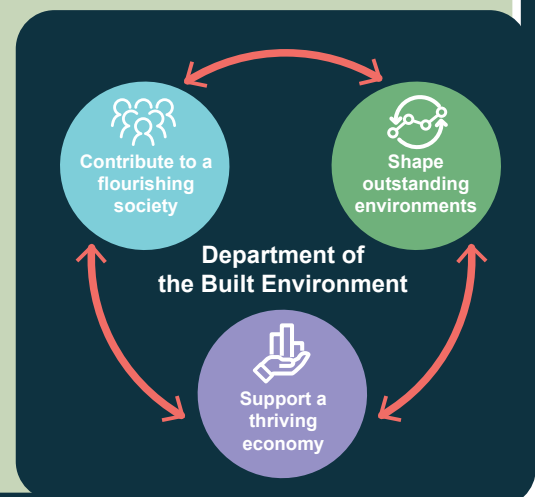 Contribute to a
flourishing
society
Shape
outstanding
environments
Department of
the Built Environment
Support a
thriving
economy